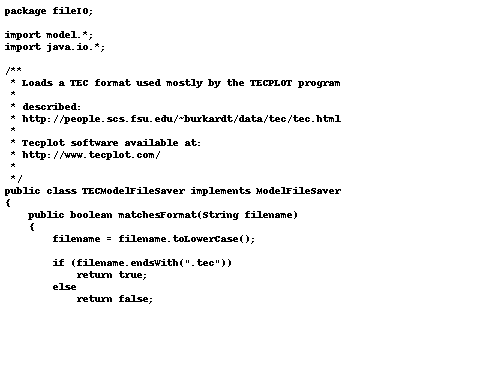 package fileIO;

import model.*;
import java.io.*;

/**
 * Loads a TEC format used mostly by the TECPLOT program
 *
 * described:
 * http://people.scs.fsu.edu/~burkardt/data/tec/tec.html
 *
 * Tecplot software available at:
 * http://www.tecplot.com/
 *
 */
public class TECModelFileSaver implements ModelFileSaver
{
    public boolean matchesFormat(String filename)
    {
        filename = filename.toLowerCase();

        if (filename.endsWith(".tec"))
            return true;
        else
            return false;